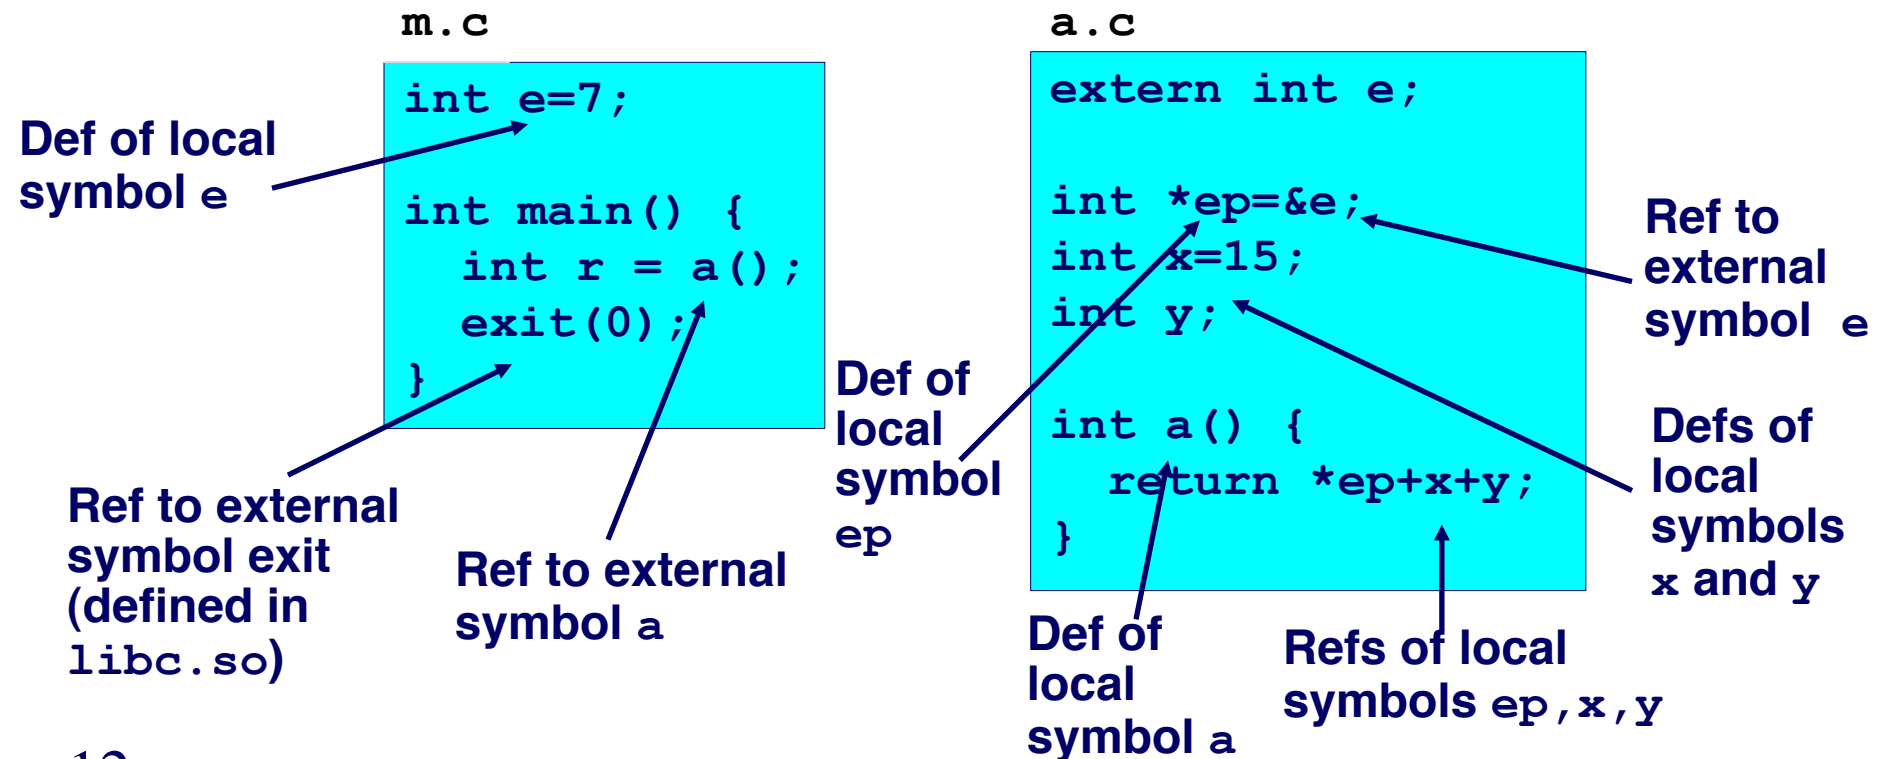 m.c
int e=7;
int main() {
int r = a();
exit(0);
}
Def of local
symbol e
Ref to external
symbol exit
(defined in
libc.so)
Ref to external
symbol a
a.c
extern int e;
int *ep=&e;
int x=15;
int y;
int a() {
return *ep+x+y;
}
Def of
local
symbol
ep
Ref to
external
symbol e
Defs of
local
symbols
x and y
Def of
local
symbol a
Refs of local
symbols ep,x,y